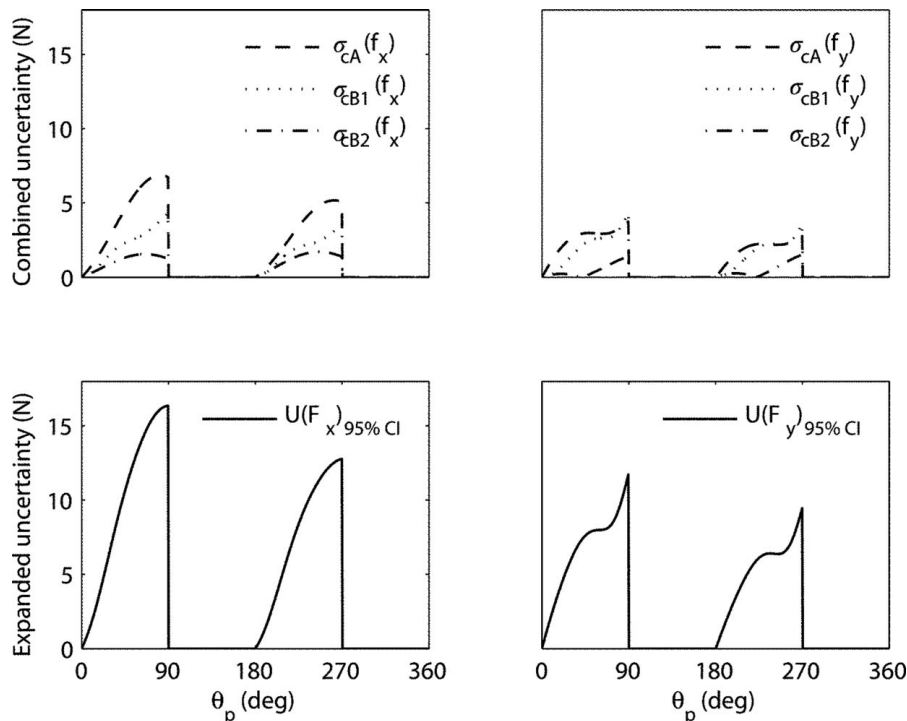 Combined uncertainty (N)
15
10
5
0
σcA(fx)
σcB1(fx)
σcB2(fx)
σcA(fy)
σcB1(fy)
σcB2(fy)
Expanded uncertainty (N)
15
10
5
0
U(Fx)95% CI
U(Fy)95% CI
0 90 180 270 360
0 90 180 270 360
θp (deg)
θp (deg)